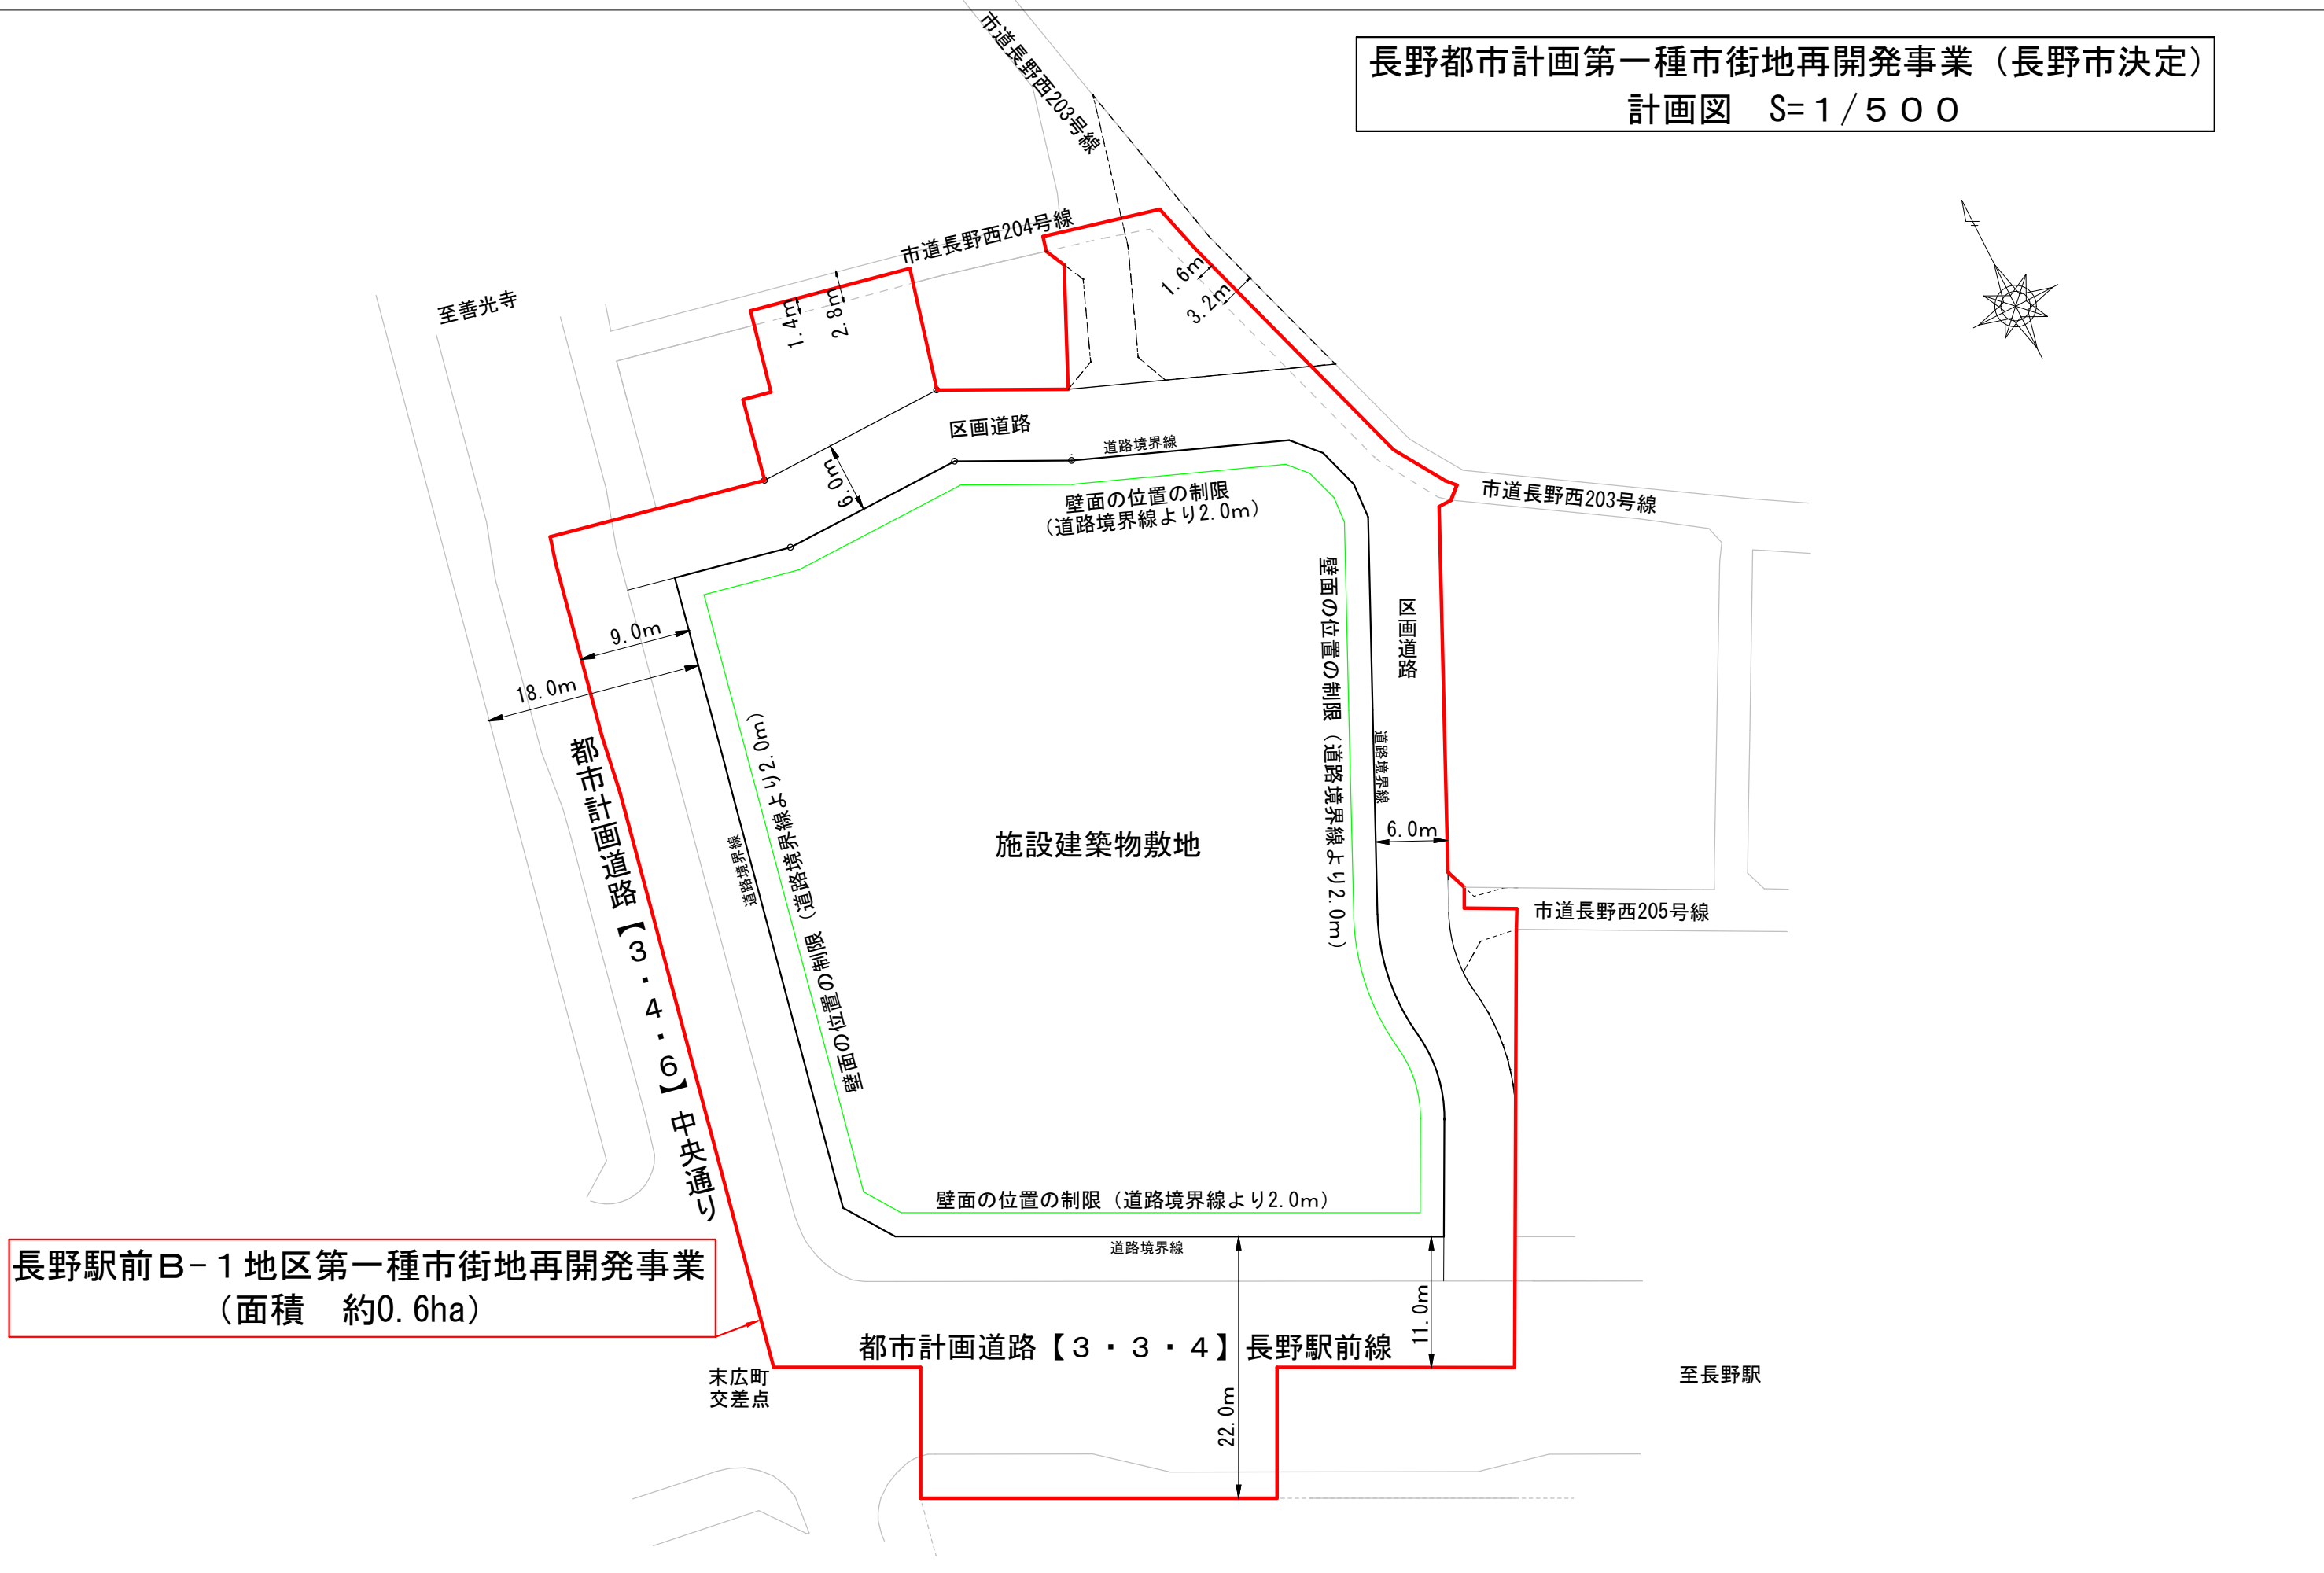 長野都市計画第一種市街地再開発事業（長野市決定）
計画図　S=１/５００
市道長野西203号線
市道長野西204号線
至善光寺
1.4m
2.8m
1.6m
3.2m
区画道路
道路境界線
6.0m
壁面の位置の制限
（道路境界線より2.0m）
市道長野西203号線
9.0m
18.0m
壁面の位置の制限（道路境界線より2.0m）
区画道路
道路境界線
6.0m
都市計画道路【３・４・６】中央通り
道路境界線
壁面の位置の制限（道路境界線より2.0m）
施設建築物敷地
市道長野西205号線
壁面の位置の制限（道路境界線より2.0m）
道路境界線
長野駅前Ｂ−１地区第一種市街地再開発事業
（面積　約0.6ha）
11.0m
22.0m
都市計画道路【３・３・４】長野駅前線
末広町
交差点
至長野駅